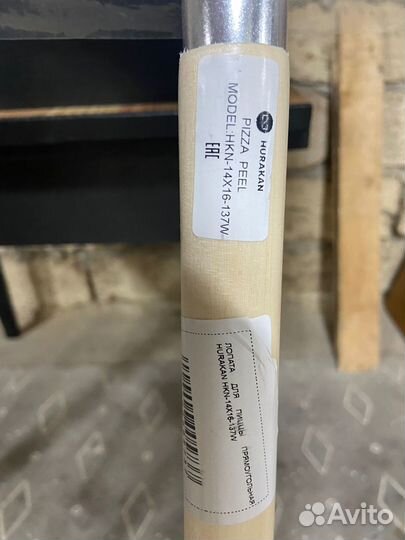 HURAKAN
PIZZA PEEL
MODEL:HKN-14X16-137W
EAC
ЛОПАТА ДЛЯ ПИЦЦЫ ПРЯМОУГОЛЬНАЯ
HURAKAN HKN-14X16-137W
Avito